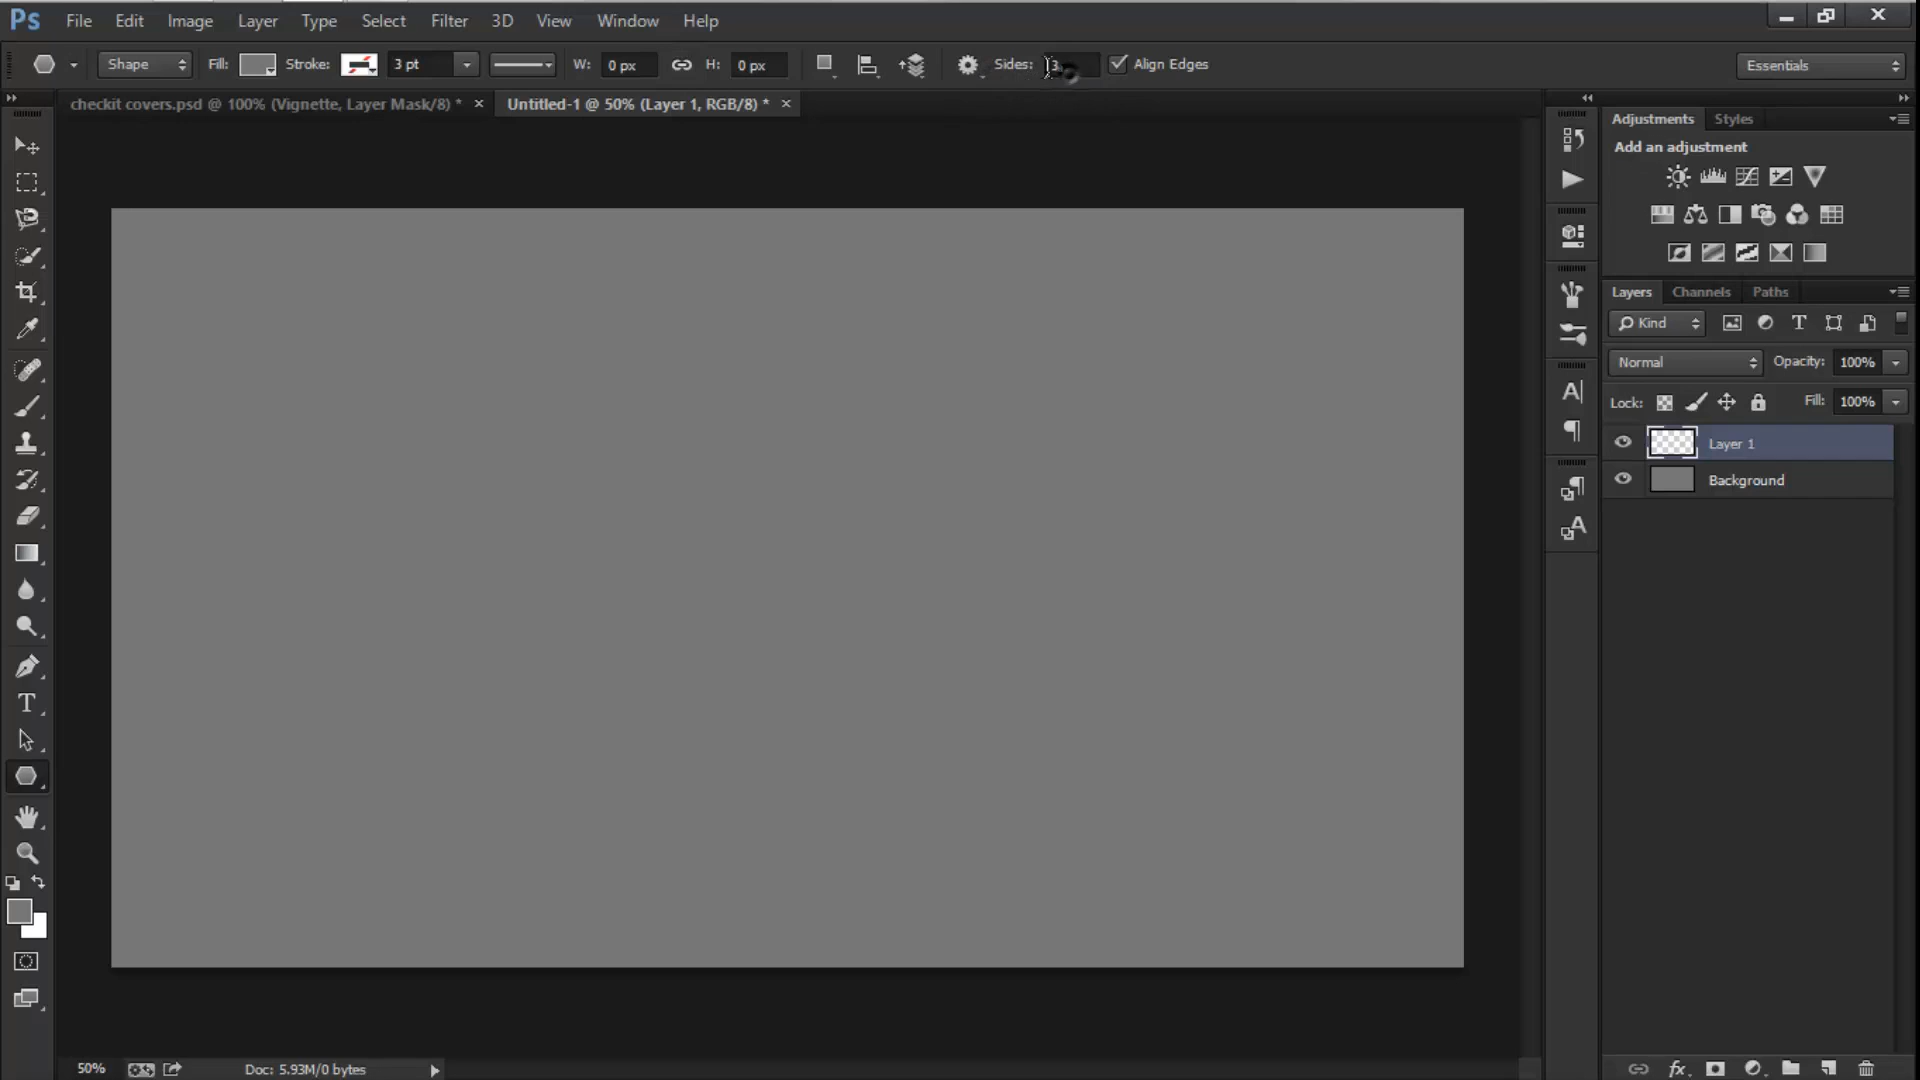 Ps File Edit Image Layer Type Select Filter 3D View Window Help
Shape Fill: Stroke: 3 pt W: 0 px H: 0 px Sides: 3 Align Edges Essentials
checkit covers.psd @ 100% (Vignette, Layer Mask/8) * Untitled-1 @ 50% (Layer 1, RGB/8) *
Adjustments Styles
Add an adjustment
Layers Channels Paths
Kind
Normal Opacity: 100%
Lock: Fill: 100%
Layer 1
Background
50% Doc: 5.93M/0 bytes